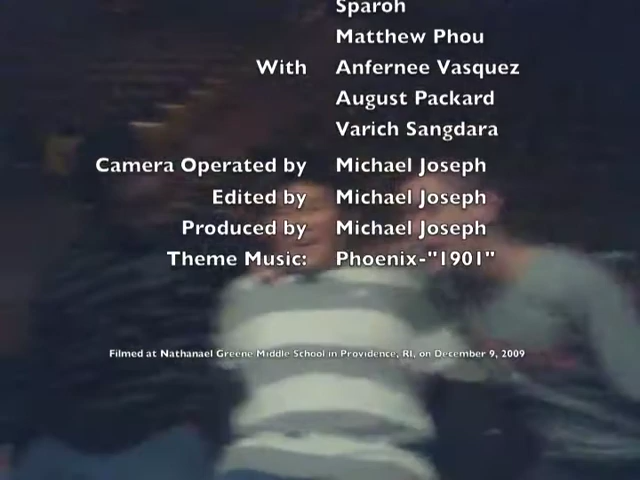 Sparoh
Matthew Phou
With Anfernee Vasquez
August Packard
Varich Sangdara
Camera Operated by Michael Joseph
Edited by Michael Joseph
Produced by Michael Joseph
Theme Music: Phoenix-"1901"
Filmed at Nathanael Greene Middle School in Providence, RI, on December 9, 2009